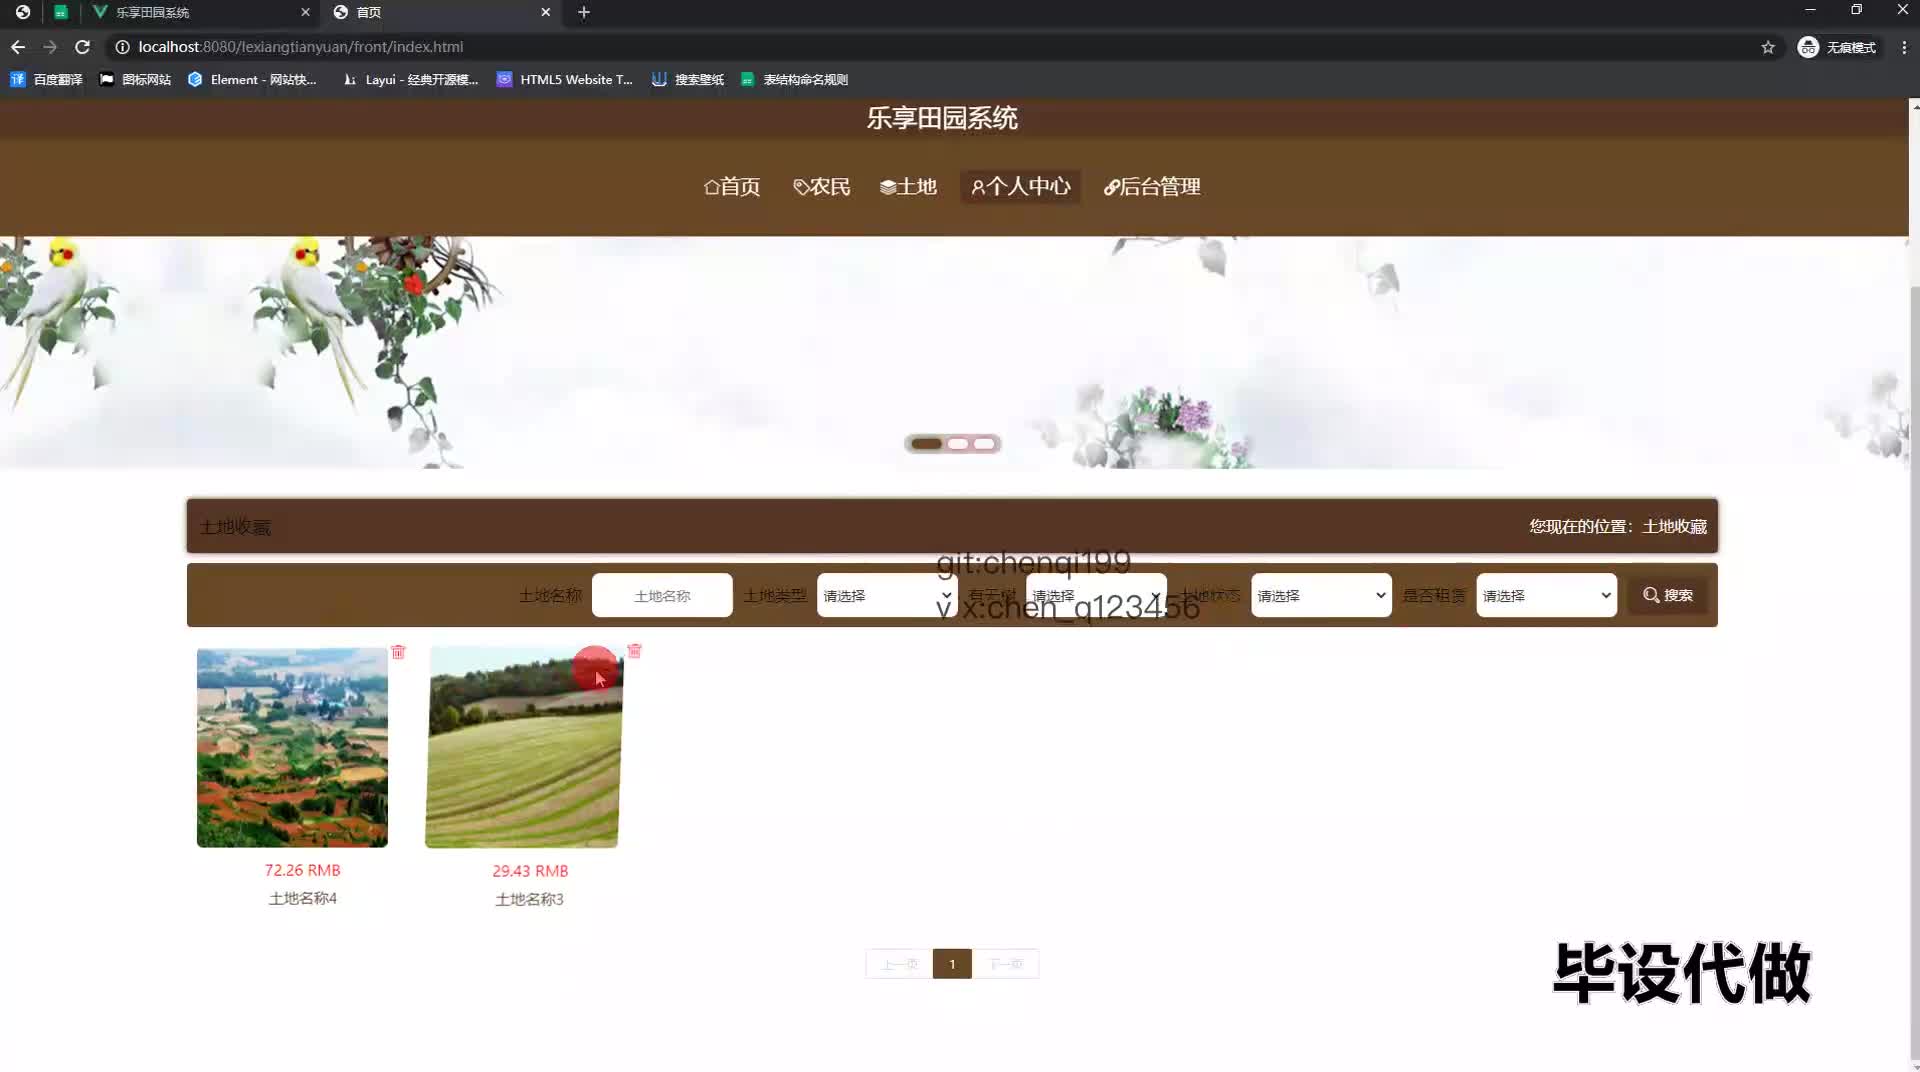 乐享田园系统
首页
localhost:8080/lexiangtianyuan/front/index.html
无痕模式
百度翻译
图标网站
Element - 网站快...
Layui - 经典开源模...
HTML5 Website T...
搜索壁纸
表结构命名规则
乐享田园系统
首页
农民
土地
个人中心
后台管理
土地收藏
您现在的位置：土地收藏
git:chenqi199
土地名称
土地名称
土地类型
请选择
有无树
请选择
土地状态
请选择
是否租赁
请选择
搜索
v x:chen_q123456
72.26 RMB
29.43 RMB
土地名称4
土地名称3
上一页
1
下一页
毕设代做